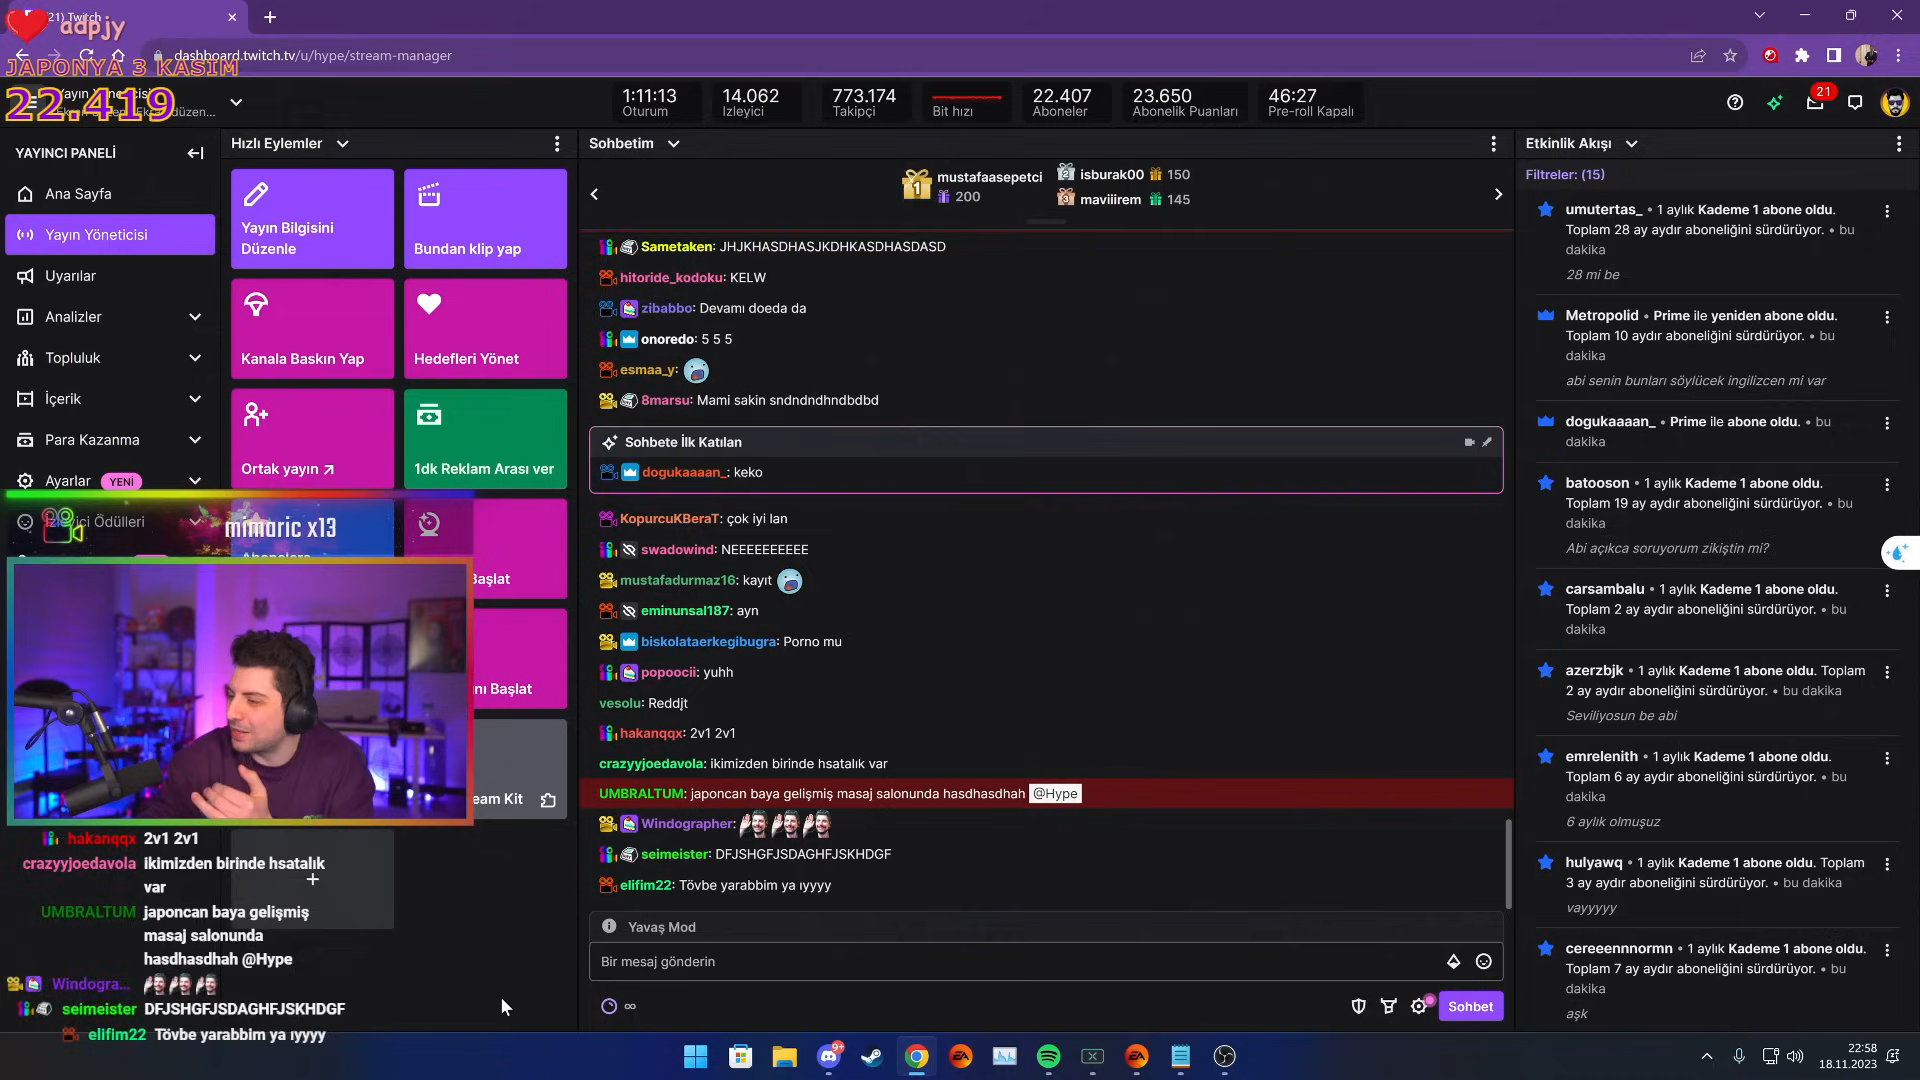 (21) Twitch
adpjy
dashboard.twitch.tv/u/hype/stream-manager
JAPONYA 3 KASIM
22.419
Yayın Yöneticisi
1:11:13
Oturum
14.062
İzleyici
773.174
Takipçi
Bit hızı
22.407
Aboneler
23.650
Abonelik Puanları
46:27
Pre-roll Kapalı
21
YAYINCI PANELİ
Ana Sayfa
Yayın Yöneticisi
Uyarılar
Analizler
Topluluk
İçerik
Para Kazanma
Ayarlar YENİ
İzleyici Ödülleri
Hızlı Eylemler
Yayın Bilgisini
Düzenle
Bundan klip yap
Kanala Baskın Yap
Hedefleri Yönet
Ortak yayın
1dk Reklam Arası ver
mimaric x13
Başlat
ını Başlat
eam Kit
+
hakanqqx 2v1 2v1
crazyyjoedavola ikimizden birinde hsatalık
var
UMBRALTUM japoncan baya gelişmiş
masaj salonunda
hasdhasdhah @Hype
Windogra...
seimeister DFJSHGFJSDAGHFJSKHDGF
elifim22 Tövbe yarabbim ya ıyyyy
Sohbetim
1 mustafaasepetci
200
2 isburak00 150
3 maviiirem 145
Sametaken: JHJKHASDHASJKDHKASDHASDASD
hitoride_kodoku: KELW
zibabbo: Devamı doeda da
onoredo: 5 5 5
esmaa_y:
8marsu: Mami sakin sndndndhndbdbd
Sohbete İlk Katılan
dogukaaaan_: keko
KopurcuKBeraT: çok iyi lan
swadowind: NEEEEEEEEEE
mustafadurmaz16: kayıt
eminunsal187: ayn
biskolataerkegibugra: Porno mu
popoocii: yuhh
vesolu: Reddjt
hakanqqx: 2v1 2v1
crazyyjoedavola: ikimizden birinde hsatalık var
UMBRALTUM: japoncan baya gelişmiş masaj salonunda hasdhasdhah @Hype
Windographer:
seimeister: DFJSHGFJSDAGHFJSKHDGF
elifim22: Tövbe yarabbim ya ıyyyy
Yavaş Mod
Bir mesaj gönderin
∞
Sohbet
Etkinlik Akışı
Filtreler: (15)
umutertas_ • 1 aylık Kademe 1 abone oldu.
Toplam 28 ay aydır aboneliğini sürdürüyor. • bu
dakika
28 mi be
Metropolid • Prime ile yeniden abone oldu.
Toplam 10 aydır aboneliğini sürdürüyor. • bu
dakika
abi senin bunları söylücek ingilizcen mi var
dogukaaaan_ • Prime ile abone oldu. • bu
dakika
batooson • 1 aylık Kademe 1 abone oldu.
Toplam 19 ay aydır aboneliğini sürdürüyor. • bu
dakika
Abi açıkca soruyorum zikiştin mi?
carsambalu • 1 aylık Kademe 1 abone oldu.
Toplam 2 ay aydır aboneliğini sürdürüyor. • bu
dakika
azerzbjk • 1 aylık Kademe 1 abone oldu. Toplam
2 ay aydır aboneliğini sürdürüyor. • bu dakika
Seviliyosun be abi
emrelenith • 1 aylık Kademe 1 abone oldu.
Toplam 6 ay aydır aboneliğini sürdürüyor. • bu
dakika
6 aylık olmuşuz
hulyawq • 1 aylık Kademe 1 abone oldu. Toplam
3 ay aydır aboneliğini sürdürüyor. • bu dakika
vayyyyy
cereeennnormn • 1 aylık Kademe 1 abone oldu.
Toplam 7 ay aydır aboneliğini sürdürüyor. • bu
dakika
aşk
9+
22:58
18.11.2023